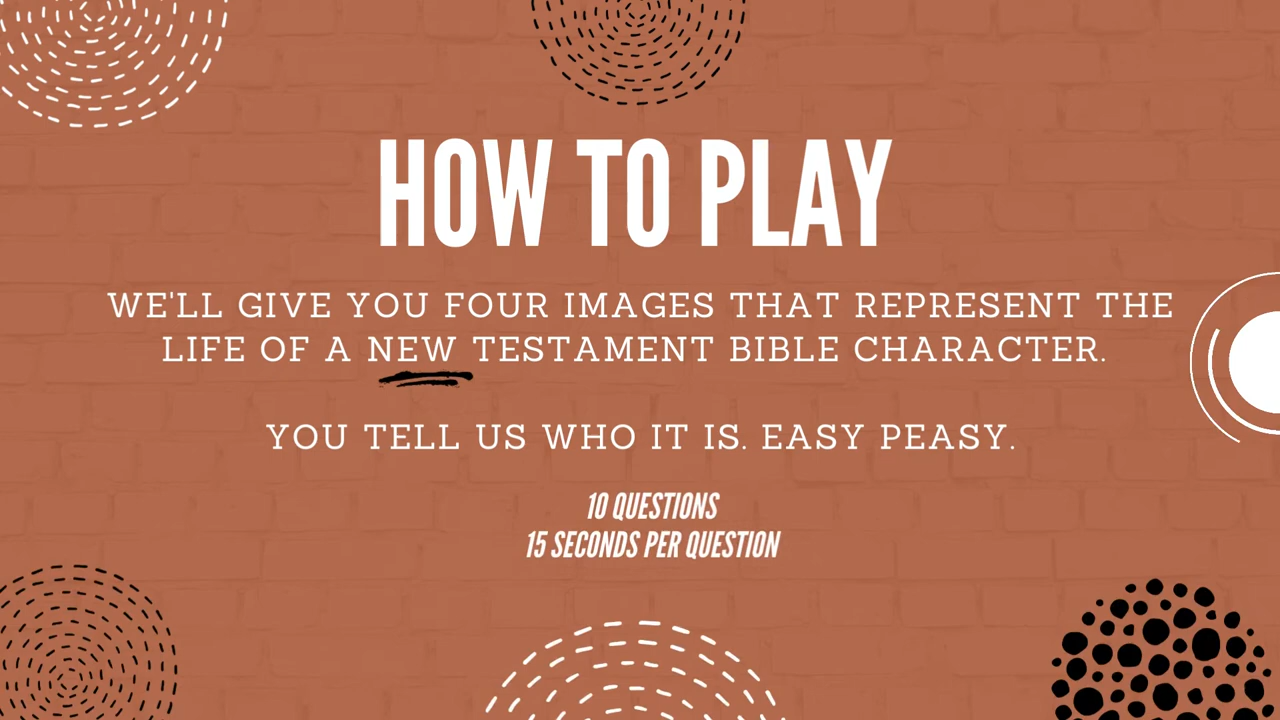 HOW TO PLAY
WE'LL GIVE YOU FOUR IMAGES THAT REPRESENT THE
LIFE OF A NEW TESTAMENT BIBLE CHARACTER.
YOU TELL US WHO IT IS. EASY PEASY.
10 QUESTIONS
15 SECONDS PER QUESTION